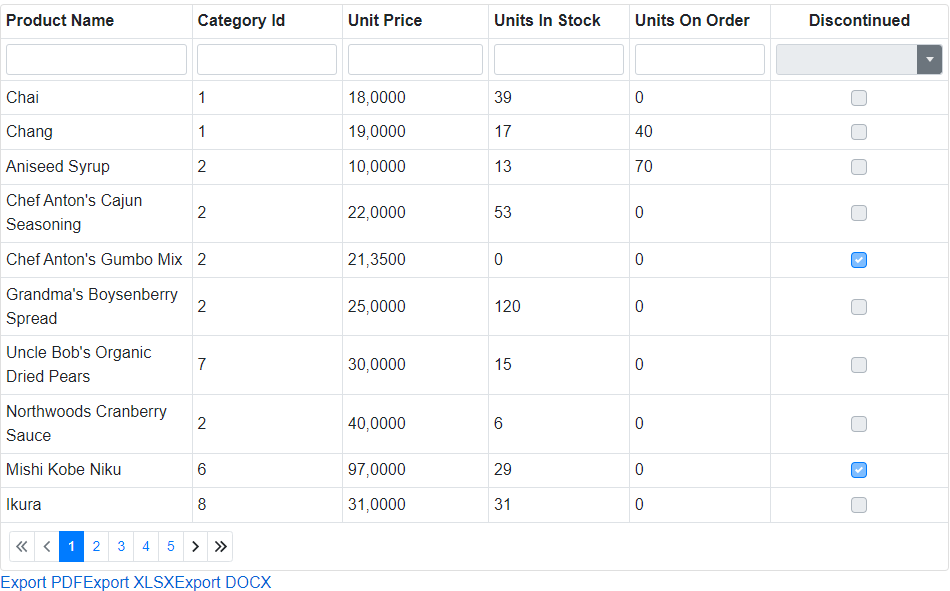 Product Name Category Id Unit Price Units In Stock Units On Order Discontinued
Chai 1 18,0000 39 0
Chang 1 19,0000 17 40
Aniseed Syrup 2 10,0000 13 70
Chef Anton's Cajun
Seasoning 2 22,0000 53 0
Chef Anton's Gumbo Mix 2 21,3500 0 0
Grandma's Boysenberry
Spread 2 25,0000 120 0
Uncle Bob's Organic
Dried Pears 7 30,0000 15 0
Northwoods Cranberry
Sauce 2 40,0000 6 0
Mishi Kobe Niku 6 97,0000 29 0
Ikura 8 31,0000 31 0
1 2 3 4 5
Export PDFExport XLSXExport DOCX